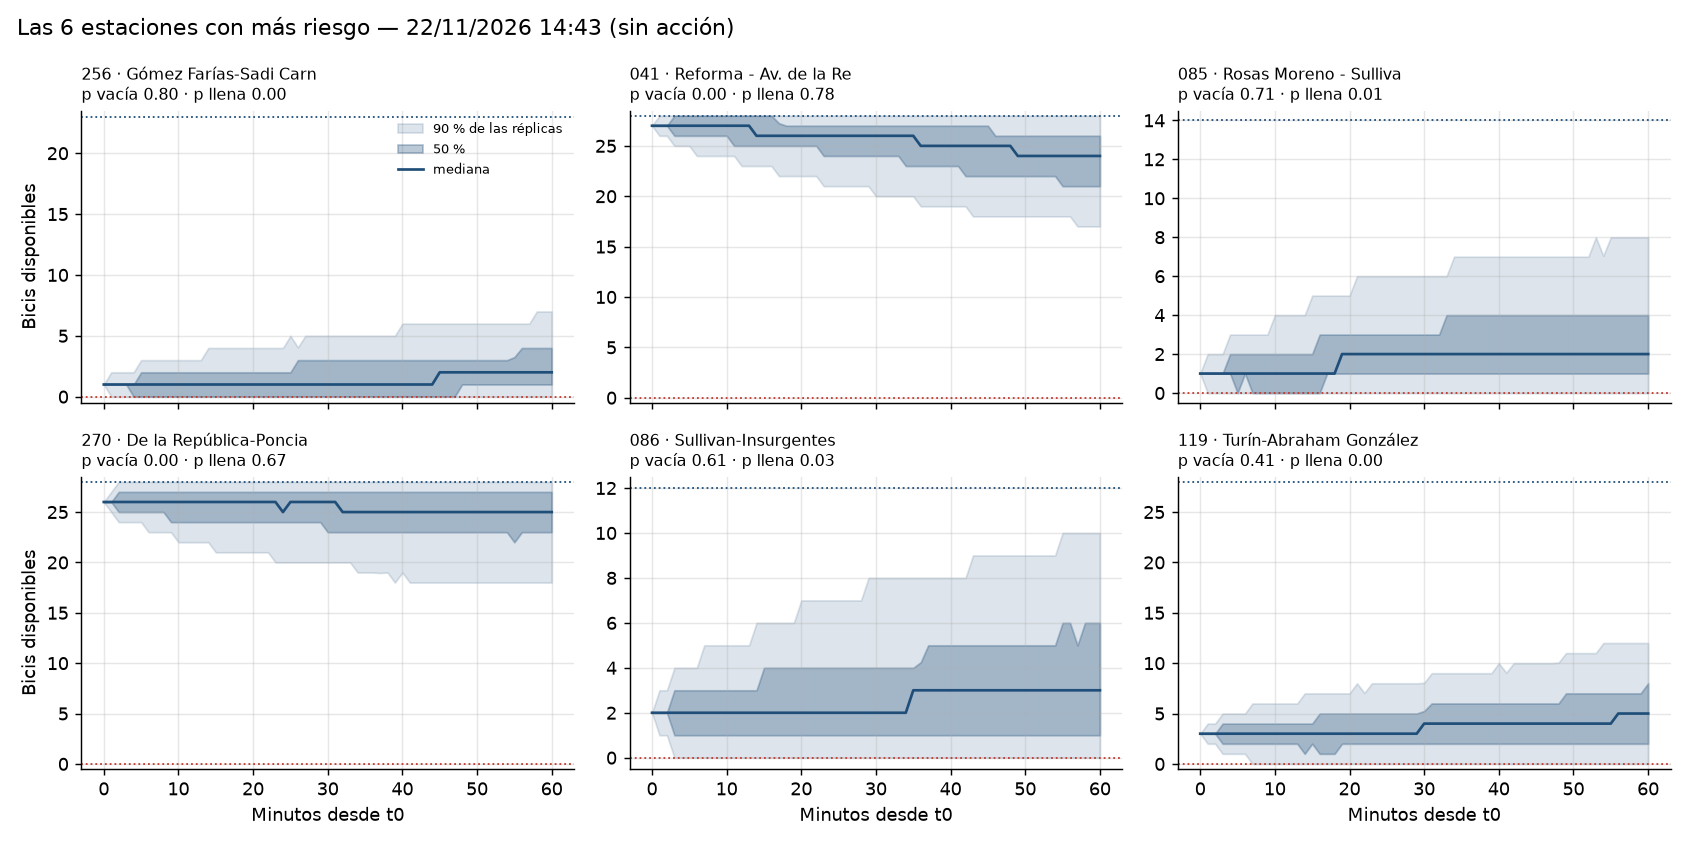 Las 6 estaciones con más riesgo — 22/11/2026 14:43 (sin acción)
256 · Gómez Farías-Sadi Carn
p vacía 0.80 · p llena 0.00
041 · Reforma - Av. de la Re
p vacía 0.00 · p llena 0.78
085 · Rosas Moreno - Sulliva
p vacía 0.71 · p llena 0.01
Bicis disponibles
20
15
10
5
0
90 % de las réplicas
50 %
mediana
25
20
15
10
5
0
14
12
10
8
6
4
2
0
270 · De la República-Poncia
p vacía 0.00 · p llena 0.67
086 · Sullivan-Insurgentes
p vacía 0.61 · p llena 0.03
119 · Turín-Abraham González
p vacía 0.41 · p llena 0.00
Bicis disponibles
25
20
15
10
5
0
0 10 20 30 40 50 60
Minutos desde t0
12
10
8
6
4
2
0
0 10 20 30 40 50 60
Minutos desde t0
25
20
15
10
5
0
0 10 20 30 40 50 60
Minutos desde t0